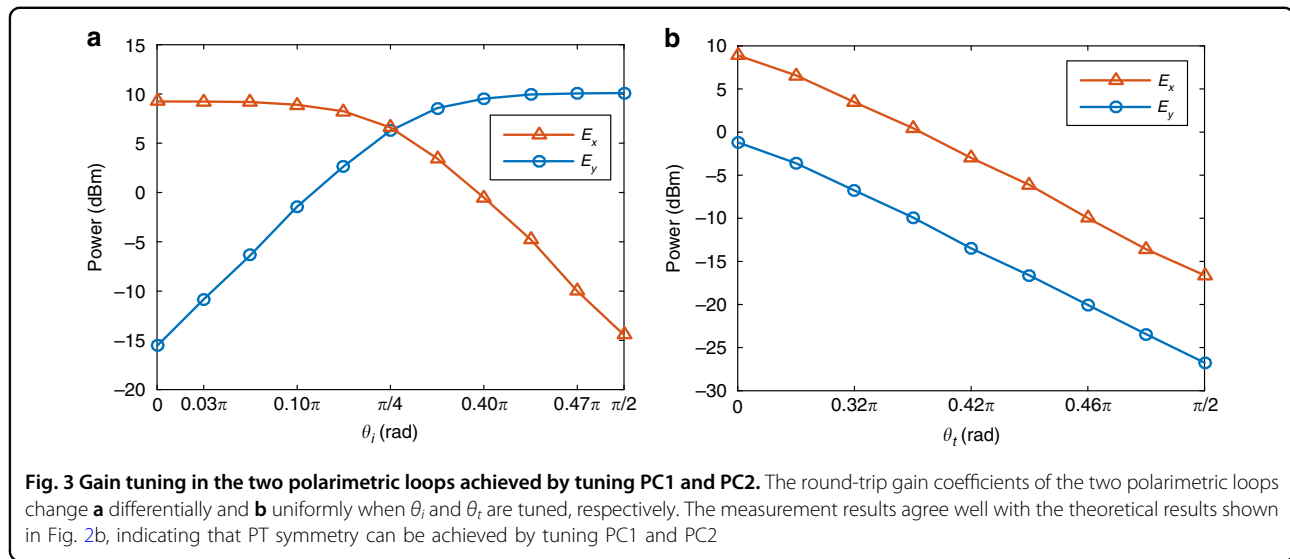 a
15
10
5
0
−5
−10
−15
−20
Power (dBm)
E_x
E_y
0 0.03π 0.10π π/4 0.40π 0.47π π/2
θ_i (rad)
b
10
5
0
−5
−10
−15
−20
−25
−30
Power (dBm)
E_x
E_y
0 0.32π 0.42π 0.46π π/2
θ_t (rad)
Fig. 3 Gain tuning in the two polarimetric loops achieved by tuning PC1 and PC2. The round-trip gain coefficients of the two polarimetric loops
change a differentially and b uniformly when θ_i and θ_t are tuned, respectively. The measurement results agree well with the theoretical results shown
in Fig. 2b, indicating that PT symmetry can be achieved by tuning PC1 and PC2